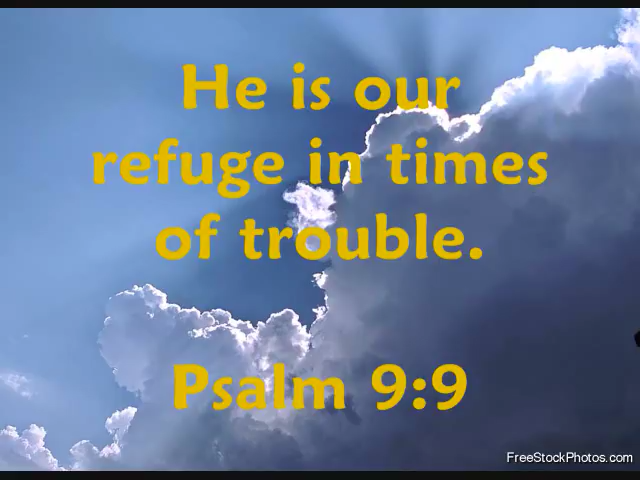 He is our
refuge in times
of trouble.
Psalm 9:9
FreeStockPhotos.com